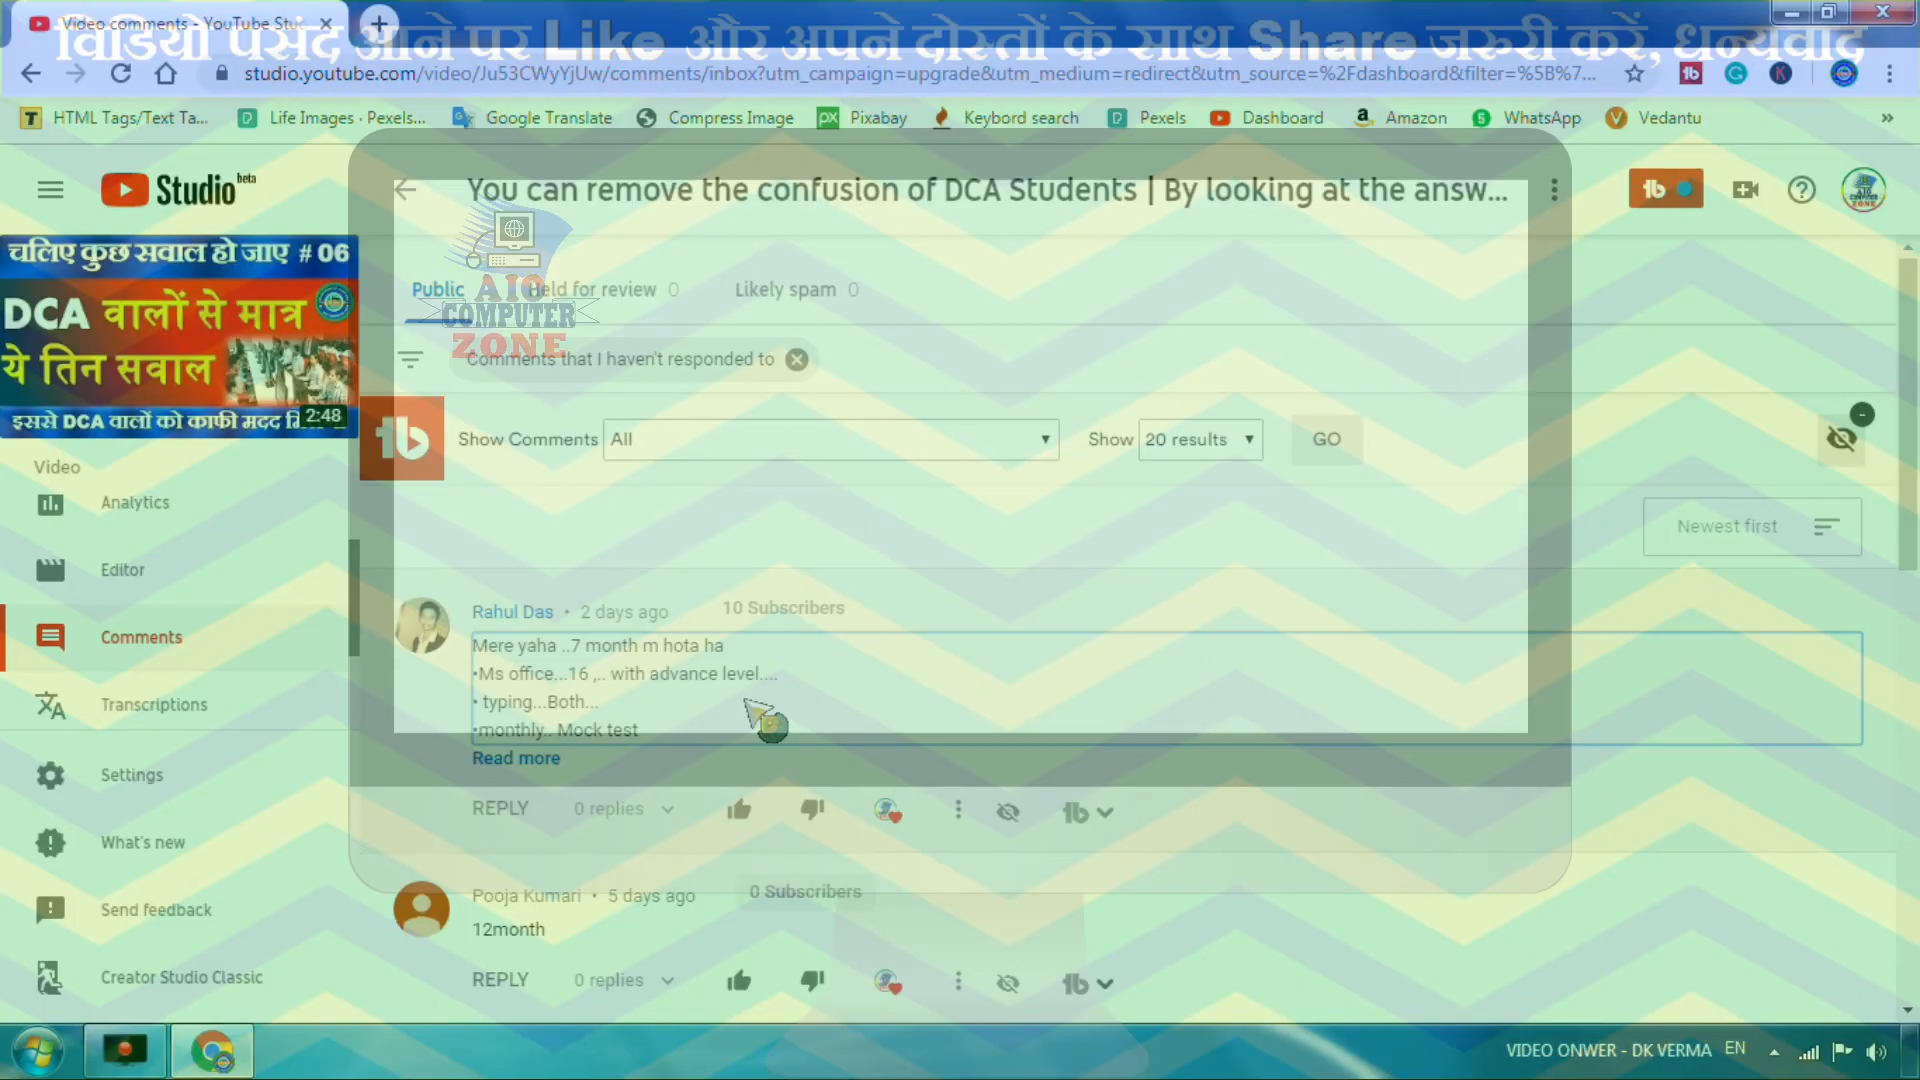 Video comments - YouTube Stu
विडियो पसंद आने पर Like और अपने दोस्तों के साथ Share जरुरी करें, धन्यवाद
studio.youtube.com/video/Ju53CWyYjUw/comments/inbox?utm_campaign=upgrade&utm_medium=redirect&utm_source=%2Fdashboard&filter=%5B%7...
HTML Tags/Text Ta... Life Images · Pexels... Google Translate Compress Image Pixabay Keybord search Pexels Dashboard Amazon WhatsApp Vedantu »
Studio beta
You can remove the confusion of DCA Students | By looking at the answ...
चलिए कुछ सवाल हो जाए # 06
DCA वालों से मात्र
ये तिन सवाल
इससे DCA वालों को काफी मदद
2:48
Public Held for review 0 Likely spam 0
AIO
COMPUTER
ZONE
Comments that I haven't responded to
Show Comments All Show 20 results GO
Newest first
Video
Analytics
Editor
Comments
Transcriptions
Settings
What's new
Send feedback
Creator Studio Classic
Rahul Das • 2 days ago 10 Subscribers
Mere yaha ..7 month m hota ha
•Ms office...16 ,.. with advance level....
• typing...Both...
•monthly.. Mock test
Read more
REPLY 0 replies
Pooja Kumari • 5 days ago 0 Subscribers
12month
REPLY 0 replies
VIDEO ONWER - DK VERMA EN